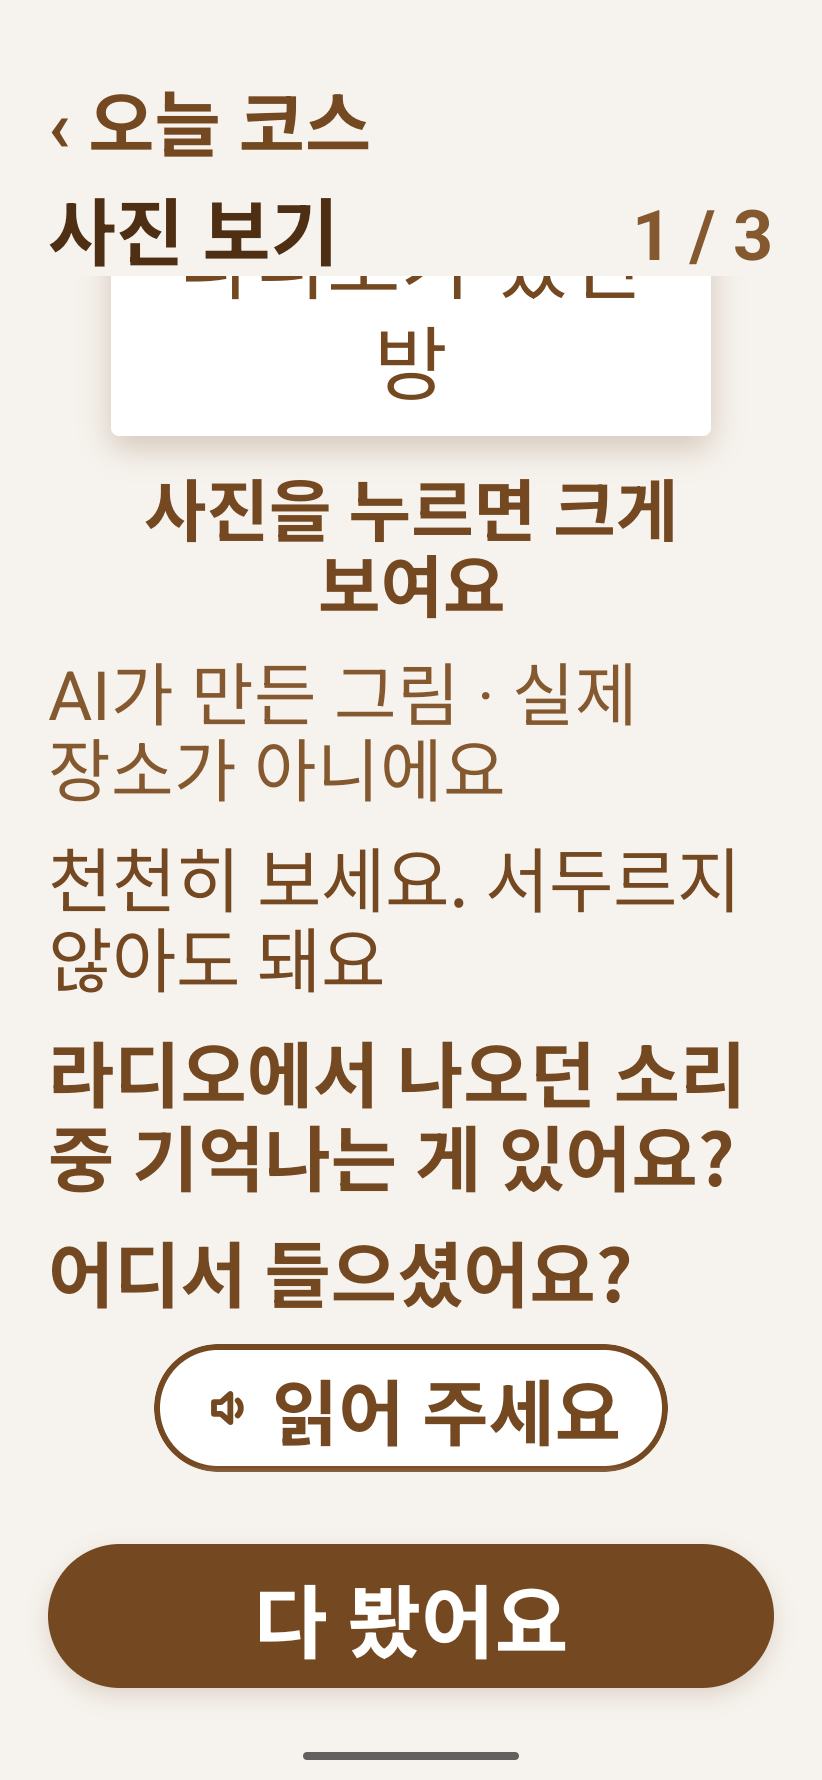 ‹ 오늘 코스
사진 보기
1 / 3
방
사진을 누르면 크게
보여요
AI가 만든 그림 · 실제
장소가 아니에요
천천히 보세요. 서두르지
않아도 돼요
라디오에서 나오던 소리
중 기억나는 게 있어요?
어디서 들으셨어요?
읽어 주세요
다 봤어요